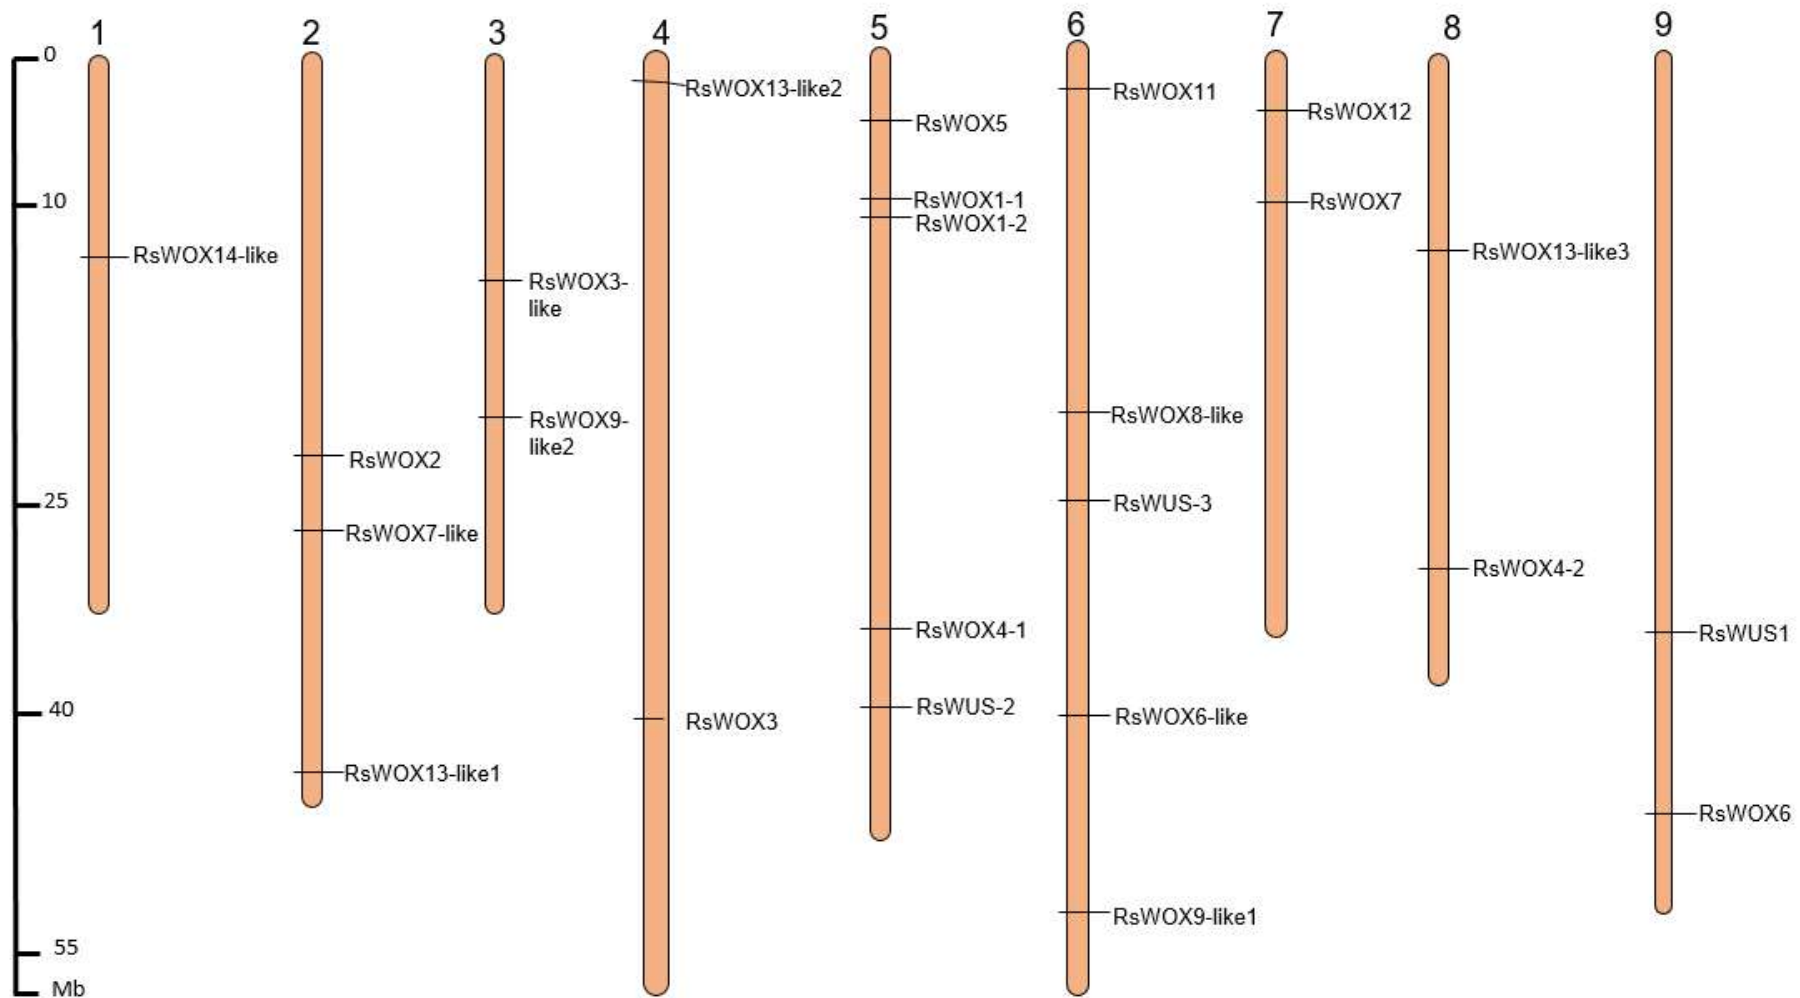 1 2 3 4 5 6 7 8 9
0
10
25
40
55
Mb
RsWOX14-like
RsWOX2
RsWOX7-like
RsWOX13-like1
RsWOX3-
like
RsWOX9-
like2
RsWOX13-like2
RsWOX3
RsWOX5
RsWOX1-1
RsWOX1-2
RsWOX4-1
RsWUS-2
RsWOX11
RsWOX8-like
RsWUS-3
RsWOX6-like
RsWOX9-like1
RsWOX12
RsWOX7
RsWOX13-like3
RsWOX4-2
RsWUS1
RsWOX6